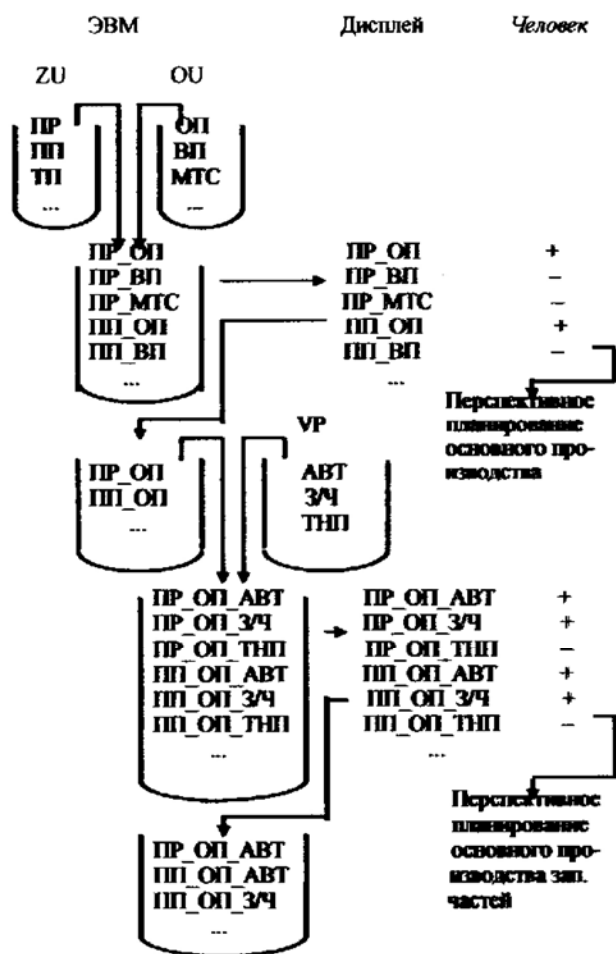 ЭВМ Дисплей Человек
ZU OU
ПР ОП
ПП ВП
ТП МТС
... ...
ПР_ОП ПР_ОП +
ПР_ВП ПР_ВП –
ПР_МТС ПР_МТС –
ПП_ОП ПП_ОП +
ПП_ВП ПП_ВП –
... ...
Перспективное
планирование
основного про-
изводства
VP
ПР_ОП АВТ
ПП_ОП З/Ч
... ТНП
ПР_ОП_АВТ ПР_ОП_АВТ +
ПР_ОП_З/Ч ПР_ОП_З/Ч +
ПР_ОП_ТНП ПР_ОП_ТНП –
ПП_ОП_АВТ ПП_ОП_АВТ +
ПП_ОП_З/Ч ПП_ОП_З/Ч +
ПП_ОП_ТНП ПП_ОП_ТНП –
... ...
Перспективное
планирование
основного про-
изводства зап.
частей
ПР_ОП_АВТ
ПП_ОП_АВТ
ПП_ОП_З/Ч
...